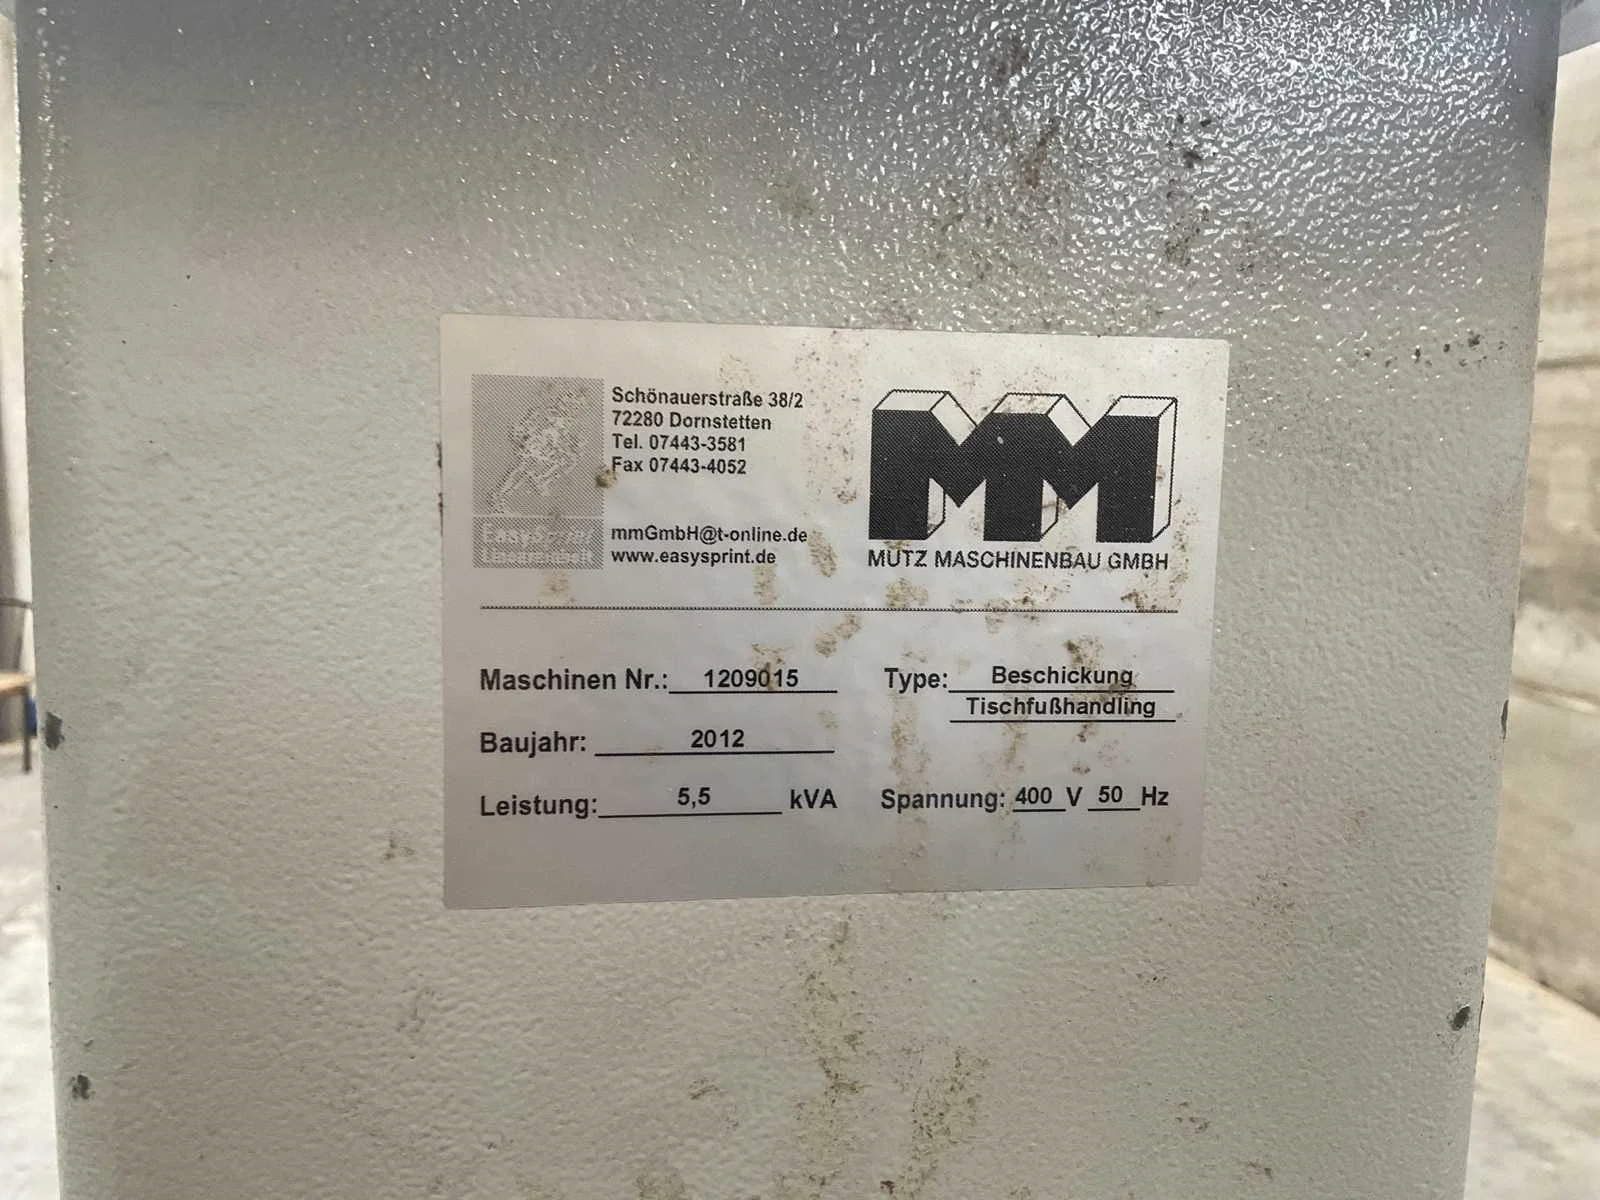 Schönauerstraße 38/2
72280 Dornstetten
Tel. 07443-3581
Fax 07443-4052
mmGmbH@t-online.de
www.easysprint.de
EasySprint
MM
MUTZ MASCHINENBAU GMBH
Maschinen Nr.: 1209015
Type: Beschickung
Tischfußhandling
Baujahr: 2012
Leistung: 5,5 kVA
Spannung: 400 V 50 Hz